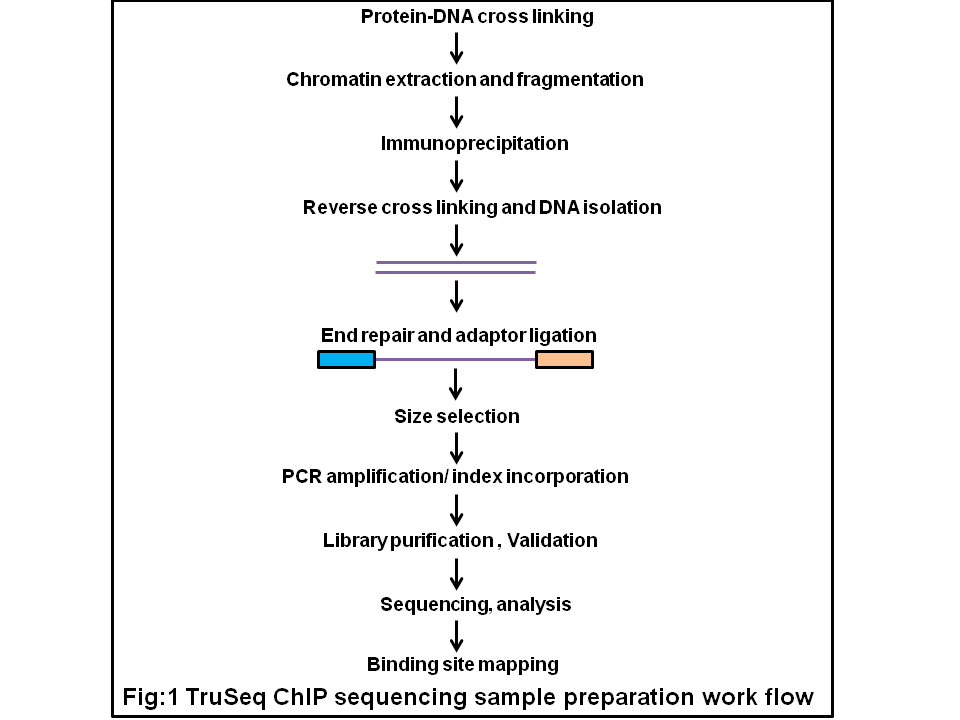 Protein-DNA cross linking
Chromatin extraction and fragmentation
Immunoprecipitation
Reverse cross linking and DNA isolation
End repair and adaptor ligation
Size selection
PCR amplification/ index incorporation
Library purification , Validation
Sequencing, analysis
Binding site mapping
Fig:1 TruSeq ChIP sequencing sample preparation work flow